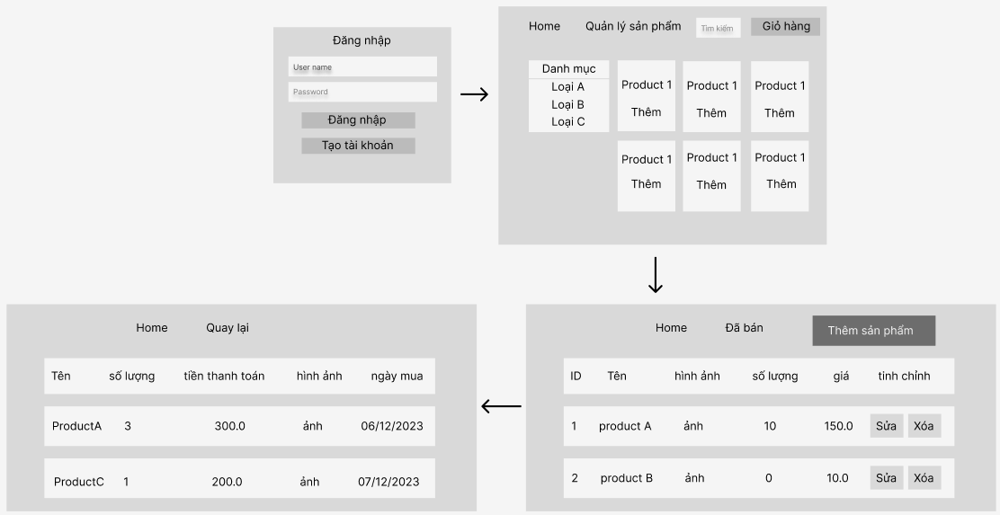 Đăng nhập
User name
Password
Đăng nhập
Tạo tài khoản
Home Quản lý sản phẩm Tìm kiếm Giỏ hàng
Danh mục
Loại A
Loại B
Loại C
Product 1 Product 1 Product 1
Thêm Thêm Thêm
Product 1 Product 1 Product 1
Thêm Thêm Thêm
Home Đã bán Thêm sản phẩm
ID Tên hình ảnh số lượng giá tinh chỉnh
1 product A ảnh 10 150.0 Sửa Xóa
2 product B ảnh 0 10.0 Sửa Xóa
Home Quay lại
Tên số lượng tiền thanh toán hình ảnh ngày mua
ProductA 3 300.0 ảnh 06/12/2023
ProductC 1 200.0 ảnh 07/12/2023